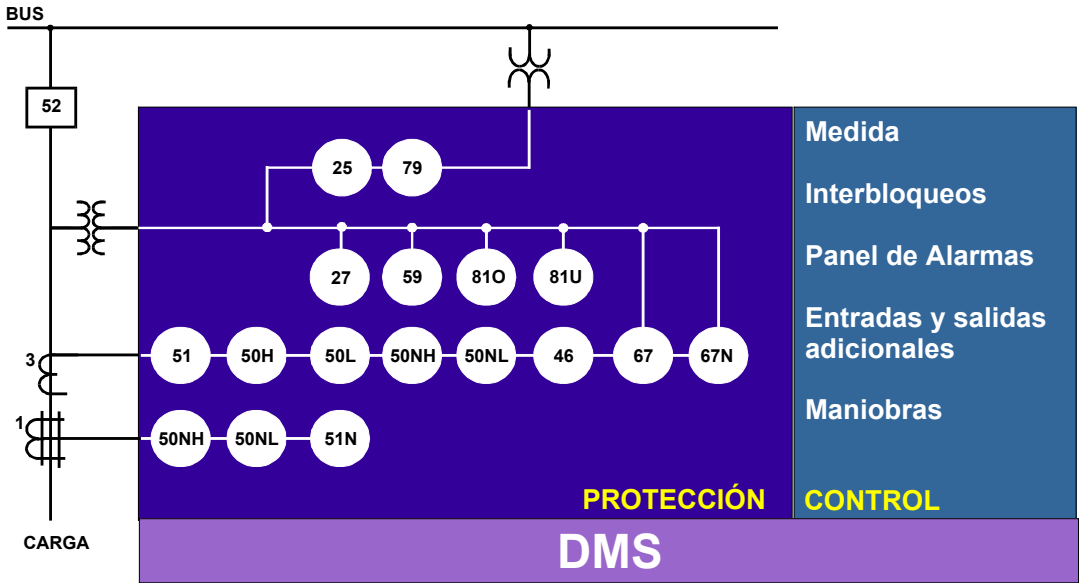 BUS
52
25 79
27 59 81O 81U
3
51 50H 50L 50NH 50NL 46 67 67N
1
50NH 50NL 51N
CARGA
PROTECCIÓN
Medida
Interbloqueos
Panel de Alarmas
Entradas y salidas
adicionales
Maniobras
CONTROL
DMS